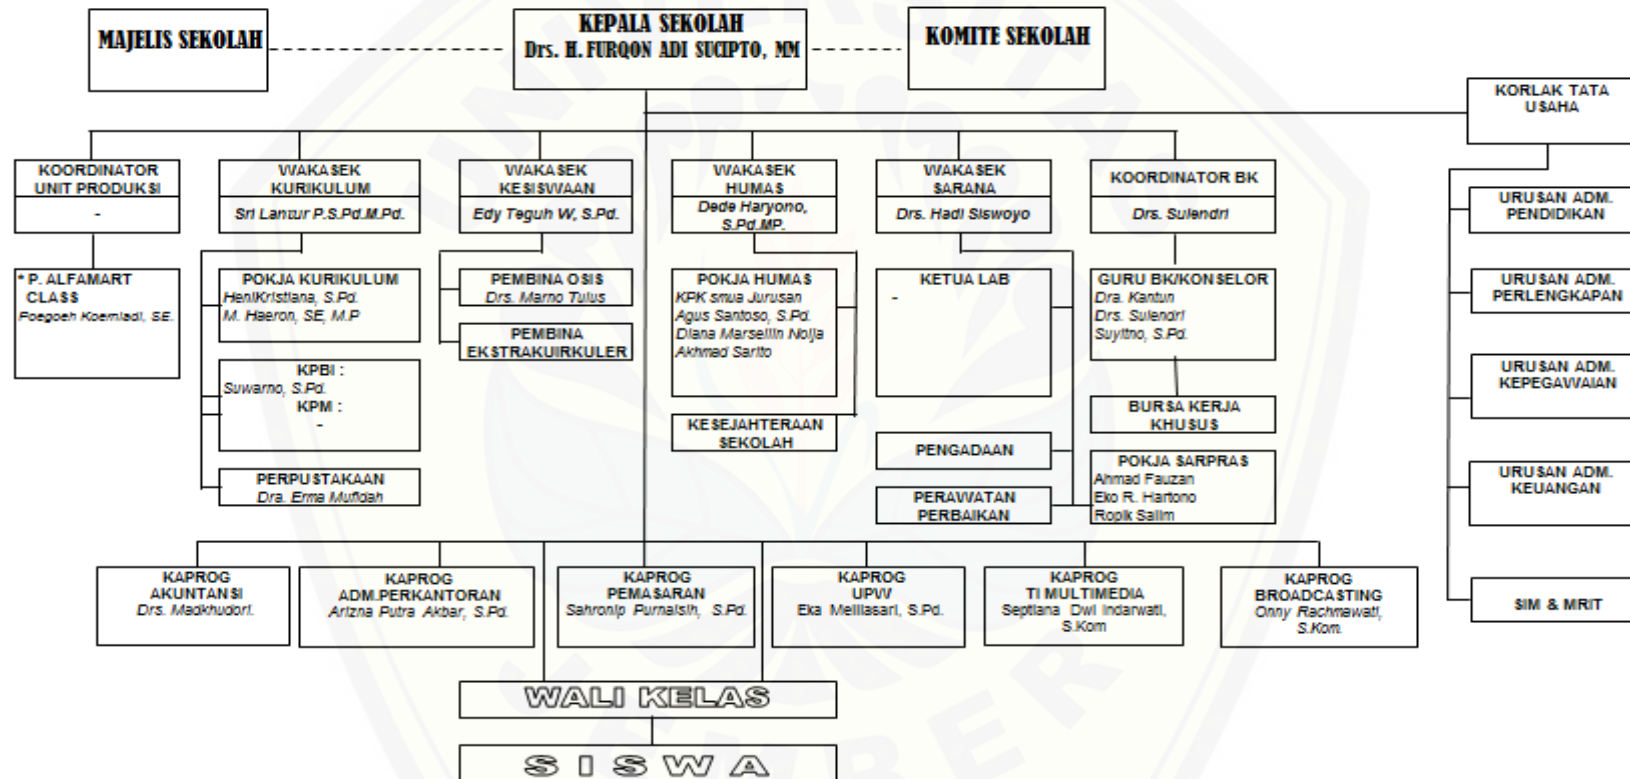 MAJELIS SEKOLAH
KEPALA SEKOLAH
Drs. H. FURQON ADI SUCIPTO, MM
KOMITE SEKOLAH
KORLAK TATA
USAHA
KOORDINATOR
UNIT PRODUKSI
-
WAKASEK
KURIKULUM
Sri Lantur P.S.Pd.M.Pd.
WAKASEK
KESISWAAN
Edy Teguh W, S.Pd.
WAKASEK
HUMAS
Dede Haryono,
S.Pd.MP.
WAKASEK
SARANA
Drs. Hadi Siswoyo
KOORDINATOR BK
Drs. Sulendri
URUSAN ADM.
PENDIDIKAN
* P. ALFAMART
CLASS
Poegoeh Koerniadi, SE.
POKJA KURIKULUM
HeniKristiana, S.Pd.
M. Haeron, SE, M.P
PEMBINA OSIS
Drs. Marno Tulus
PEMBINA
EKSTRAKUIRKULER
POKJA HUMAS
KPK smua Jurusan
Agus Santoso, S.Pd.
Diana Marsellin Noija
Akhmad Sarito
KETUA LAB
-
GURU BK/KONSELOR
Dra. Kantun
Drs. Sulendri
Suyitno, S.Pd.
URUSAN ADM.
PERLENGKAPAN
KPBI :
Suwarno, S.Pd.
KPM :
-
URUSAN ADM.
KEPEGAWAIAN
BURSA KERJA
KHUSUS
KESEJAHTERAAN
SEKOLAH
PENGADAAN
POKJA SARPRAS
Ahmad Fauzan
Eko R. Hartono
Ropik Salim
PERPUSTAKAAN
Dra. Erma Mufidah
PERAWATAN
PERBAIKAN
URUSAN ADM.
KEUANGAN
KAPROG
AKUNTANSI
Drs. Madkhudori.
KAPROG
ADM.PERKANTORAN
Arizna Putra Akbar, S.Pd.
KAPROG
PEMASARAN
Sahronip Purnaisih, S.Pd.
KAPROG
UPW
Eka Meiliasari, S.Pd.
KAPROG
TI MULTIMEDIA
Septiana Dwi Indarwati,
S.Kom
KAPROG
BROADCASTING
Onny Rachmawati,
S.Kom.
SIM & MRIT
WALI KELAS
S I S W A